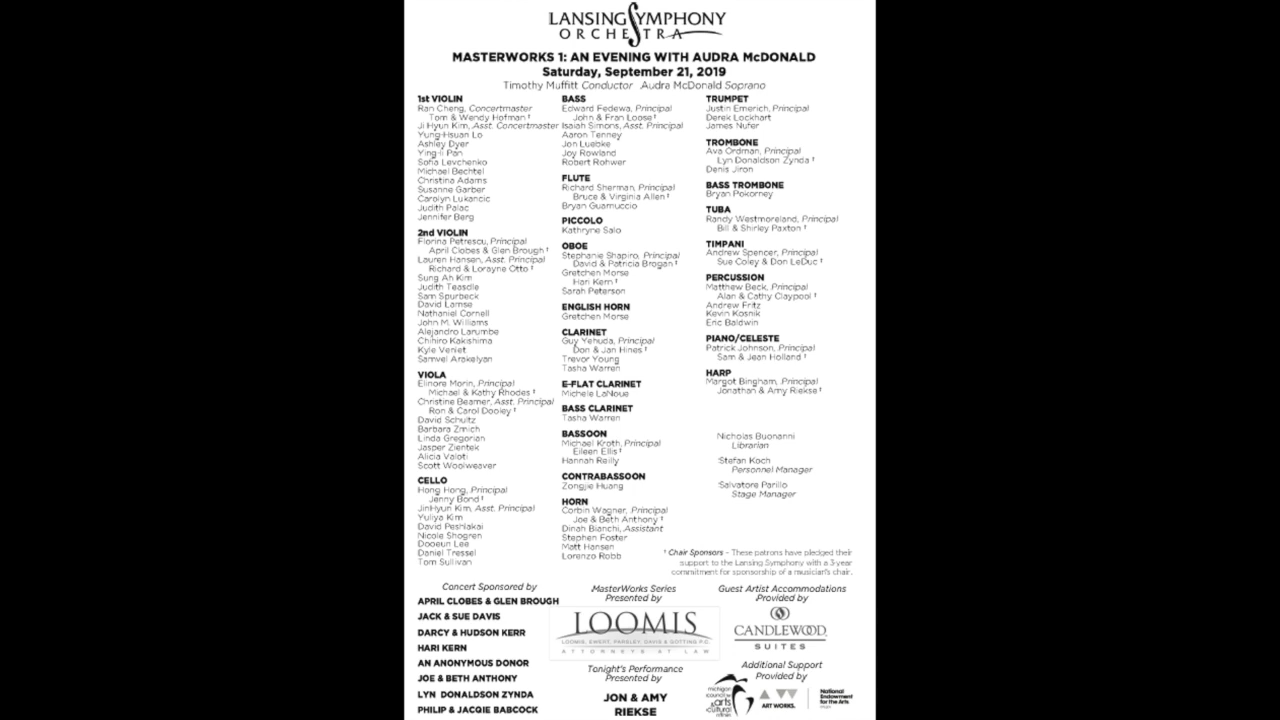 LANSING SYMPHONY
ORCHESTRA
MASTERWORKS 1: AN EVENING WITH AUDRA McDONALD
Saturday, September 21, 2019
Timothy Muffitt Conductor Audra McDonald Soprano
1st VIOLIN
Ran Cheng, Concertmaster
Tom & Wendy Hofman †
Ji Hyun Kim, Asst. Concertmaster
Yung-Hsuan Lo
Ashley Dyer
Ying-li Pan
Sofia Levchenko
Michael Bechtel
Christina Adams
Susanne Garber
Carolyn Lukancic
Judith Palac
Jennifer Berg
2nd VIOLIN
Florina Petrescu, Principal
April Clobes & Glen Brough †
Lauren Hansen, Asst. Principal
Richard & Lorayne Otto †
Sung Ah Kim
Judith Teasdle
Sam Spurbeck
David Lamse
Nathaniel Cornell
John M. Williams
Alejandro Larumbe
Chihiro Kakishima
Kyle Veniet
Samvel Arakelyan
VIOLA
Elinore Morin, Principal
Michael & Kathy Rhodes †
Christine Beamer, Asst. Principal
Ron & Carol Dooley †
David Schultz
Barbara Zmich
Linda Gregorian
Jasper Zientek
Alicia Valoti
Scott Woolweaver
CELLO
Hong Hong, Principal
Jenny Bond †
JinHyun Kim, Asst. Principal
Yuliya Kim
David Peshlakai
Nicole Shogren
Dooeun Lee
Daniel Tressel
Tom Sullivan
BASS
Edward Fedewa, Principal
John & Fran Loose †
Isaiah Simons, Asst. Principal
Aaron Tenney
Jon Luebke
Joy Rowland
Robert Rohwer
FLUTE
Richard Sherman, Principal
Bruce & Virginia Allen †
Bryan Guarnuccio
PICCOLO
Kathryne Salo
OBOE
Stephanie Shapiro, Principal
David & Patricia Brogan †
Gretchen Morse
Hari Kern †
Sarah Peterson
ENGLISH HORN
Gretchen Morse
CLARINET
Guy Yehuda, Principal
Don & Jan Hines †
Trevor Young
Tasha Warren
E-FLAT CLARINET
Michele LaNoue
BASS CLARINET
Tasha Warren
BASSOON
Michael Kroth, Principal
Eileen Ellis †
Hannah Reilly
CONTRABASSOON
Zongjie Huang
HORN
Corbin Wagner, Principal
Joe & Beth Anthony †
Dinah Bianchi, Assistant
Stephen Foster
Matt Hansen
Lorenzo Robb
TRUMPET
Justin Emerich, Principal
Derek Lockhart
James Nufer
TROMBONE
Ava Ordman, Principal
Lyn Donaldson Zynda †
Denis Jiron
BASS TROMBONE
Bryan Pokorney
TUBA
Randy Westmoreland, Principal
Bill & Shirley Paxton †
TIMPANI
Andrew Spencer, Principal
Sue Coley & Don LeDuc †
PERCUSSION
Matthew Beck, Principal
Alan & Cathy Claypool †
Andrew Fritz
Kevin Kosnik
Eric Baldwin
PIANO/CELESTE
Patrick Johnson, Principal
Sam & Jean Holland †
HARP
Margot Bingham, Principal
Jonathan & Amy Riekse †
Nicholas Buonanni
Librarian
Stefan Koch
Personnel Manager
Salvatore Parillo
Stage Manager
† Chair Sponsors - These patrons have pledged their
support to the Lansing Symphony with a 3-year
commitment for sponsorship of a musician's chair.
Concert Sponsored by
APRIL CLOBES & GLEN BROUGH
JACK & SUE DAVIS
DARCY & HUDSON KERR
HARI KERN
AN ANONYMOUS DONOR
JOE & BETH ANTHONY
LYN DONALDSON ZYNDA
PHILIP & JACQIE BABCOCK
MasterWorks Series
Presented by
LOOMIS
LOOMIS, EWERT, PARSLEY, DAVIS & GOTTING P.C.
ATTORNEYS AT LAW
Tonight's Performance
Presented by
JON & AMY
RIEKSE
Guest Artist Accommodations
Provided by
CANDLEWOOD
SUITES
Additional Support
Provided by
michigan
council
arts
cultural
affairs
ART WORKS.
National
Endowment
for the Arts